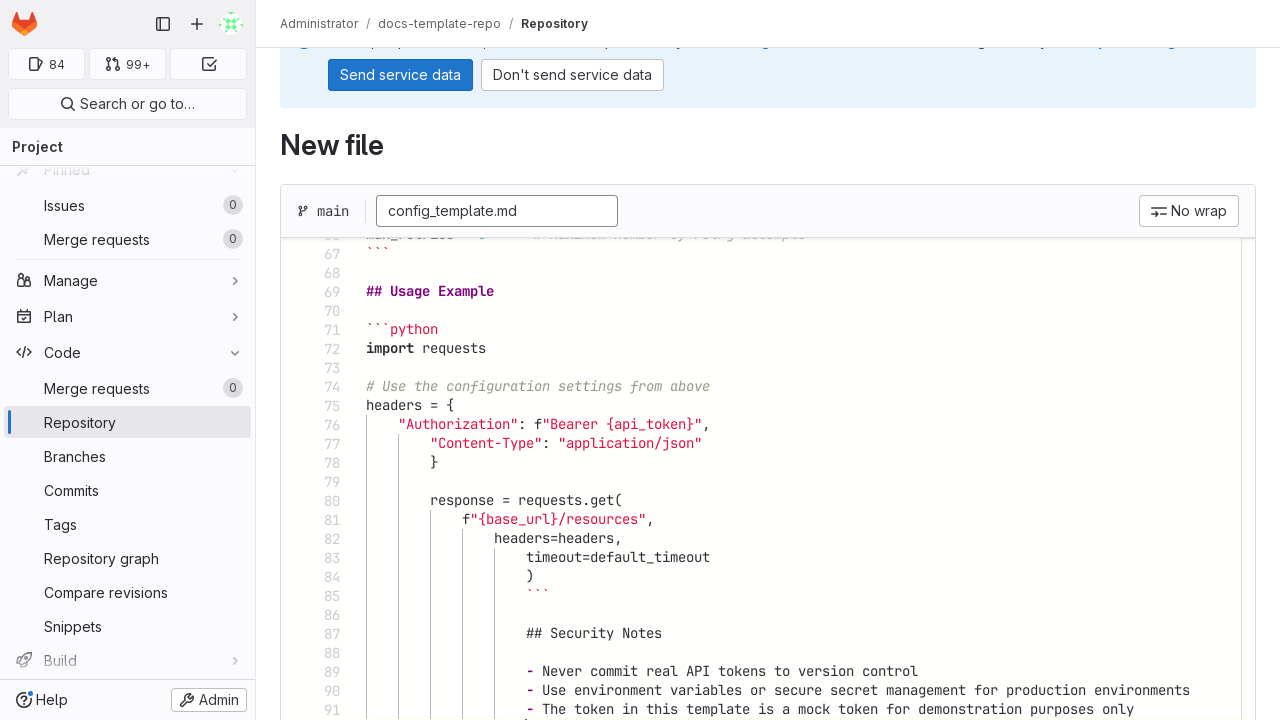 84
99+
Search or go to…
Project
Pinned
Issues 0
Merge requests 0
Manage
Plan
Code
Merge requests 0
Repository
Branches
Commits
Tags
Repository graph
Compare revisions
Snippets
Build
Help
Admin
Administrator / docs-template-repo / Repository
Send service data
Don't send service data
New file
main
config_template.md
No wrap
67 ```
68
69 ## Usage Example
70
71 ```python
72 import requests
73
74 # Use the configuration settings from above
75 headers = {
76 "Authorization": f"Bearer {api_token}",
77 "Content-Type": "application/json"
78 }
79
80 response = requests.get(
81 f"{base_url}/resources",
82 headers=headers,
83 timeout=default_timeout
84 )
85 ```
86
87 ## Security Notes
88
89 - Never commit real API tokens to version control
90 - Use environment variables or secure secret management for production environments
91 - The token in this template is a mock token for demonstration purposes only